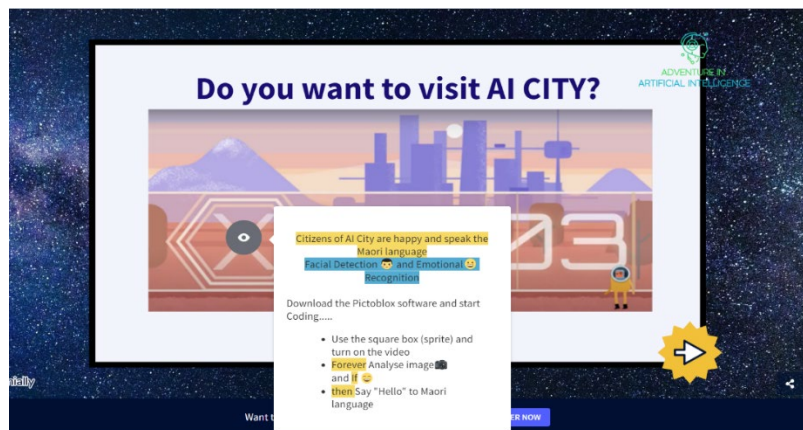 ADVENTURE IN
ARTIFICIAL INTELLIGENCE
Do you want to visit AI CITY?
03
Citizens of AI City are happy and speak the
Maori language
Facial Detection 👨 and Emotional 😃
Recognition
Download the Pictoblox software and start
Coding.....
• Use the square box (sprite) and
turn on the video
• Forever Analyse image📷
and if 😄
• then Say "Hello" to Maori
language
Want t
ER NOW